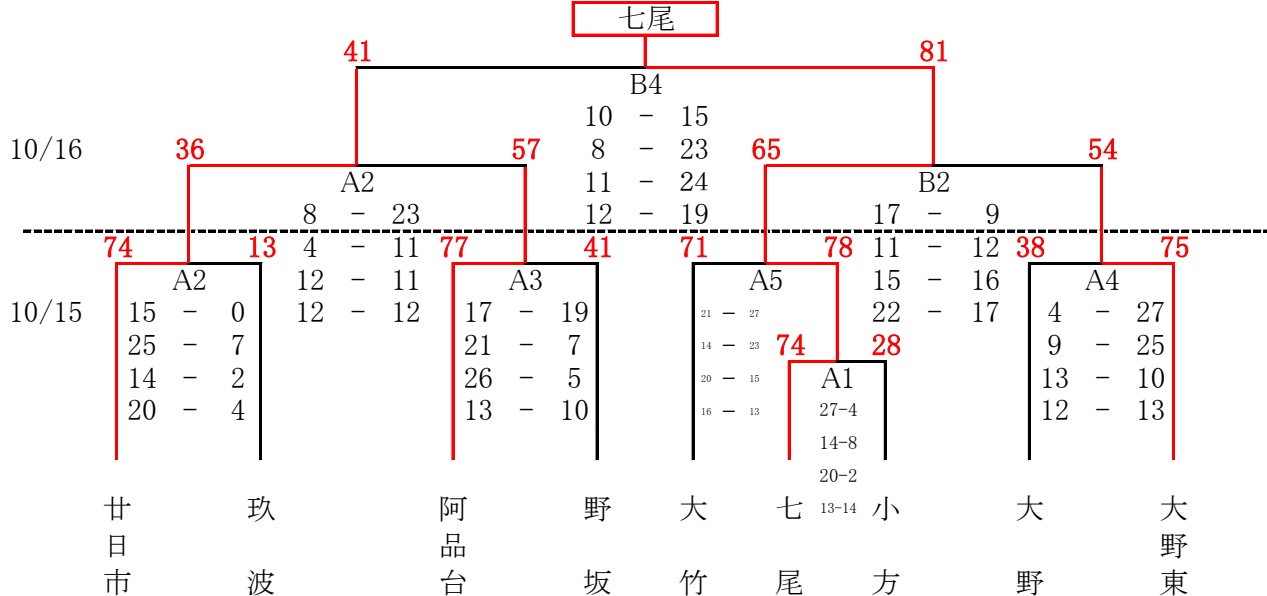 七尾
41 81
B4
10 - 15
10/16 36 57 8 - 23 65 54
A2 11 - 24 B2
8 - 23 12 - 19 17 - 9
74 13 4 - 11 77 41 71 78 11 - 12 38 75
A2 12 - 11 A3 A5 15 - 16 A4
10/15 15 - 0 12 - 12 17 - 19 21 - 27 22 - 17 4 - 27
25 - 7 21 - 7 14 - 23 74 28 9 - 25
14 - 2 26 - 5 20 - 15 A1 13 - 10
20 - 4 13 - 10 16 - 13 27-4 12 - 13
14-8
20-2
13-14
廿日市
玖波
阿品台
野坂
大竹
七尾
小方
大野
大野東